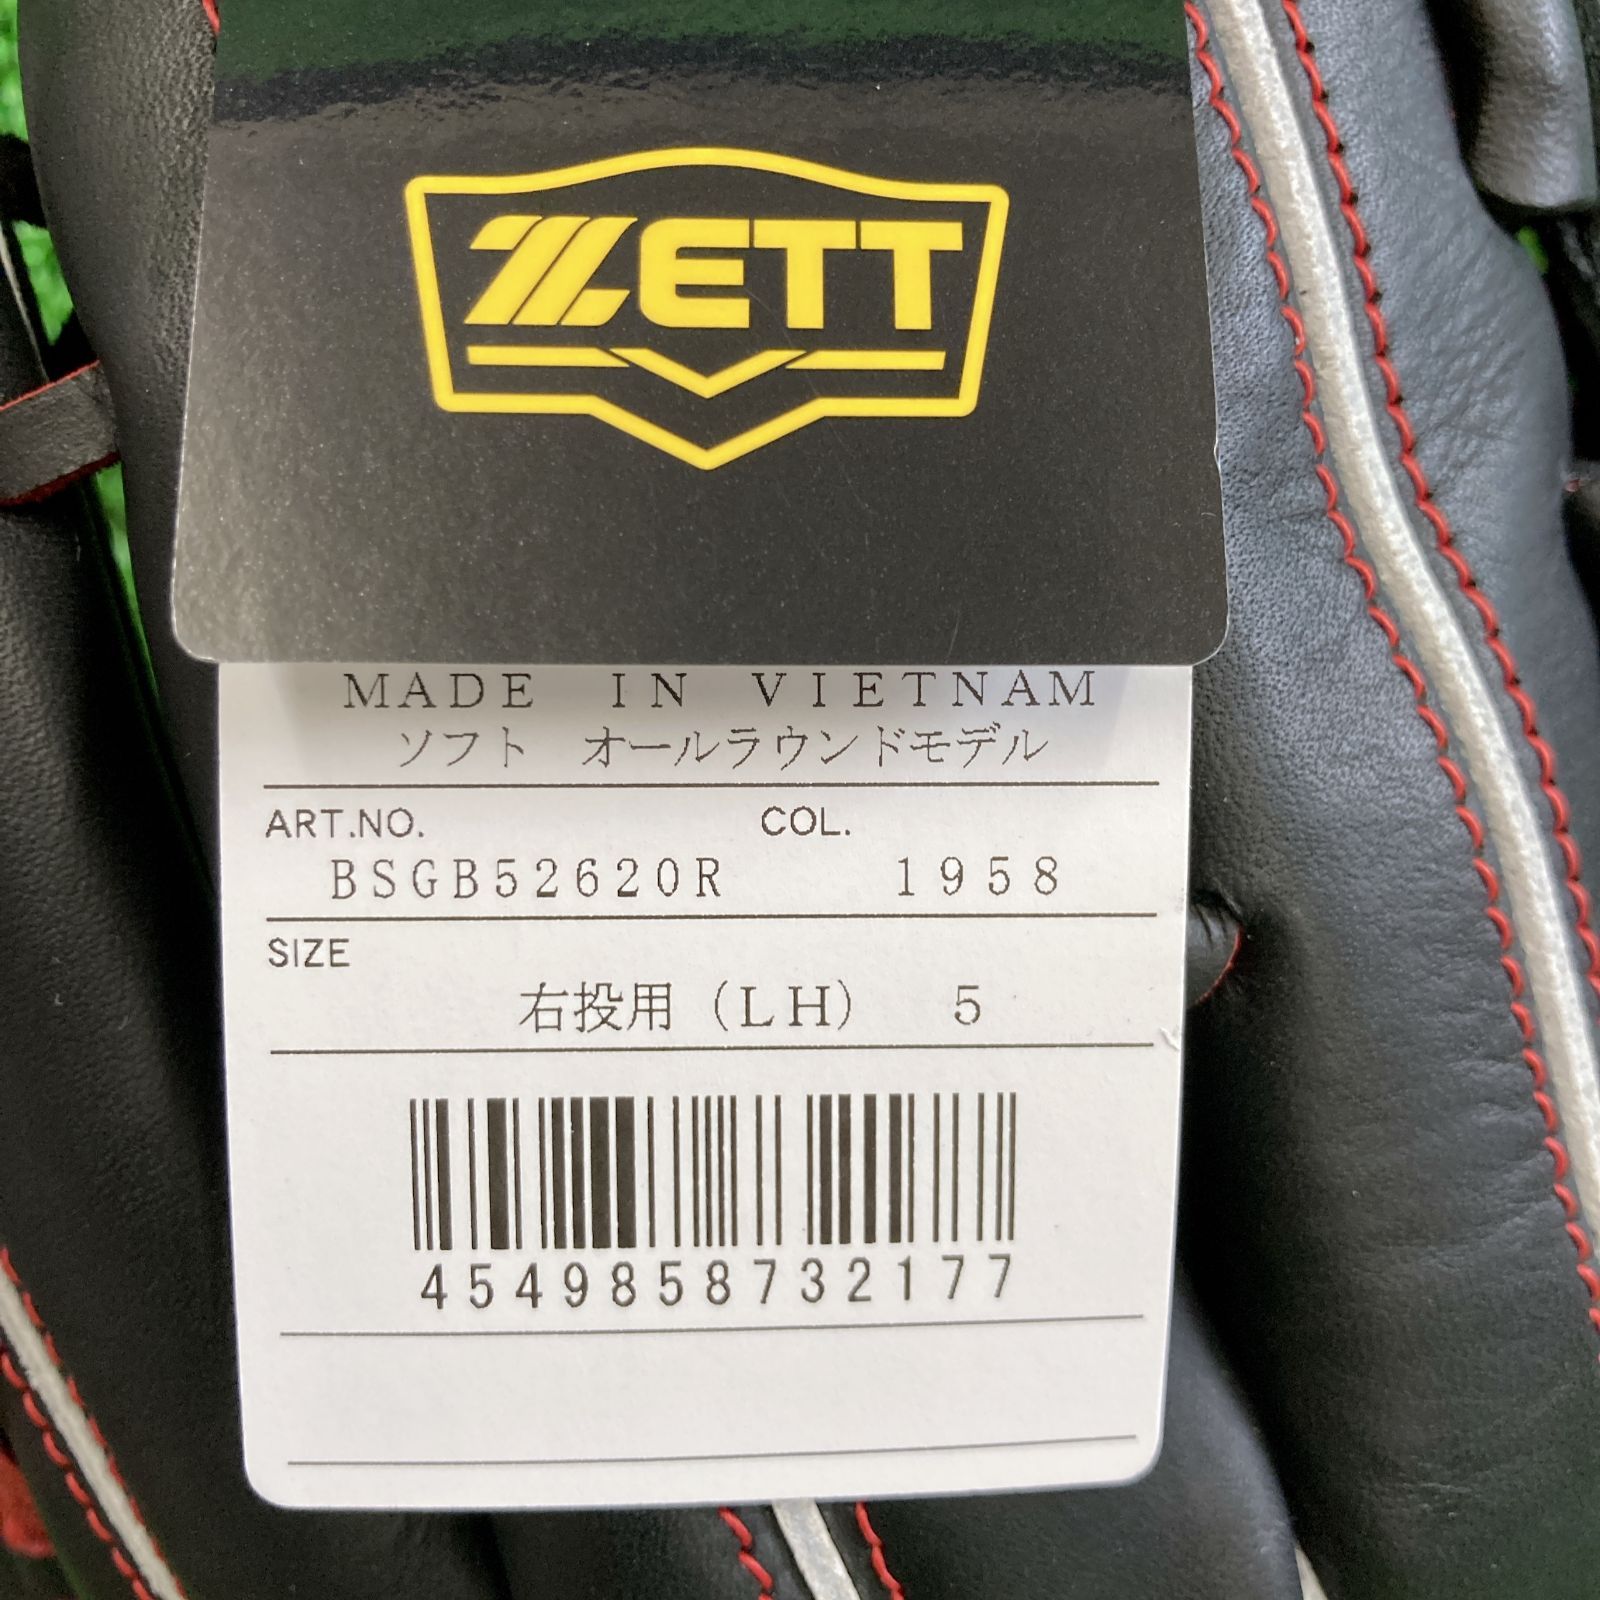 ZETT
MADE IN VIETNAM
ソフト　オールラウンドモデル
ART.NO. COL.
BSGB52620R 1958
SIZE
右投用（LH） 5
4549858732177